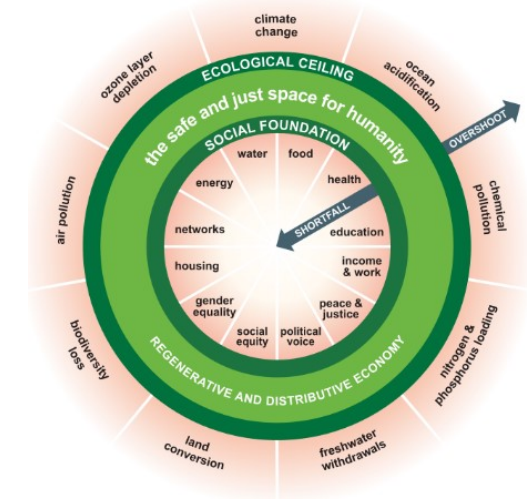 climate
change
ocean
acidification
chemical
pollution
nitrogen &
phosphorus loading
freshwater
withdrawals
land
conversion
biodiversity
loss
air pollution
ozone layer
depletion
ECOLOGICAL CEILING
the safe and just space for humanity
OVERSHOOT
SOCIAL FOUNDATION
water
food
health
SHORTFALL
education
income
& work
peace &
justice
political
voice
social
equity
gender
equality
housing
networks
energy
REGENERATIVE AND DISTRIBUTIVE ECONOMY